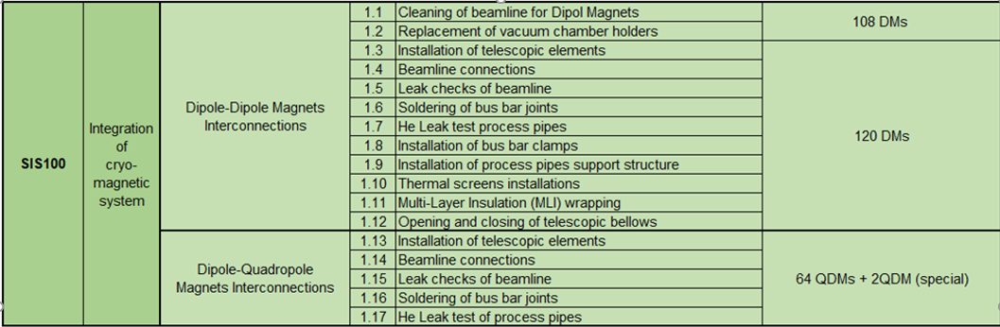 SIS100
Integration
of
cryo-
magnetic
system
Dipole-Dipole Magnets
Interconnections
1.1 Cleaning of beamline for Dipol Magnets
1.2 Replacement of vacuum chamber holders
108 DMs
1.3 Installation of telescopic elements
1.4 Beamline connections
1.5 Leak checks of beamline
1.6 Soldering of bus bar joints
1.7 He Leak test process pipes
1.8 Installation of bus bar clamps
1.9 Installation of process pipes support structure
1.10 Thermal screens installations
1.11 Multi-Layer Insulation (MLI) wrapping
1.12 Opening and closing of telescopic bellows
120 DMs
Dipole-Quadropole
Magnets Interconnections
1.13 Installation of telescopic elements
1.14 Beamline connections
1.15 Leak checks of beamline
1.16 Soldering of bus bar joints
1.17 He Leak test of process pipes
64 QDMs + 2QDM (special)